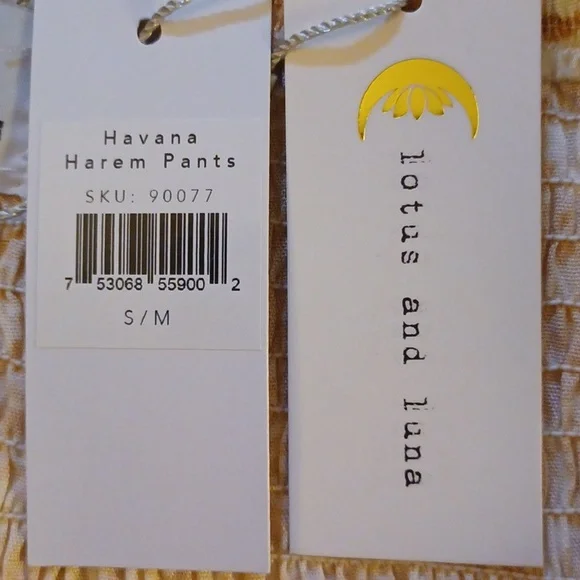 Havana
Harem Pants
SKU: 90077
7 53068 55900 2
S/M
lotus and luna